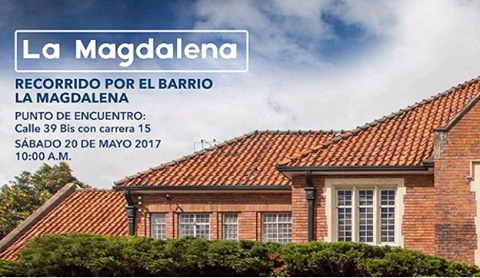 La Magdalena
RECORRIDO POR EL BARRIO
LA MAGDALENA
PUNTO DE ENCUENTRO:
Calle 39 Bis con carrera 15
SÁBADO 20 DE MAYO 2017
10:00 A.M.